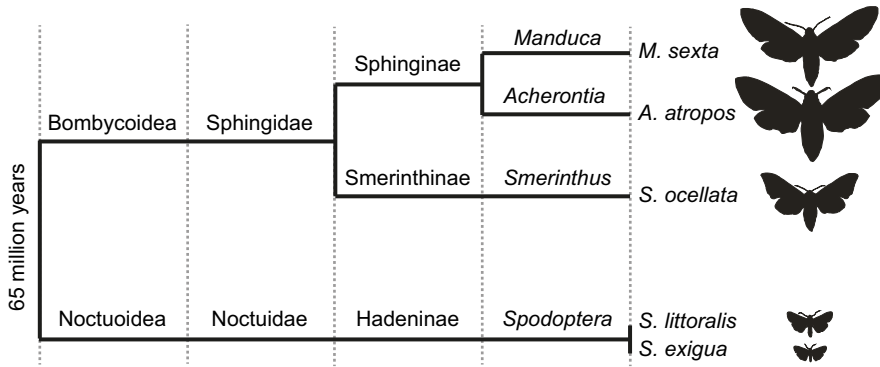 Manduca
M. sexta
Sphinginae
Acherontia
A. atropos
Bombycoidea
Sphingidae
Smerinthinae
Smerinthus
S. ocellata
65 million years
Noctuoidea
Noctuidae
Hadeninae
Spodoptera
S. littoralis
S. exigua